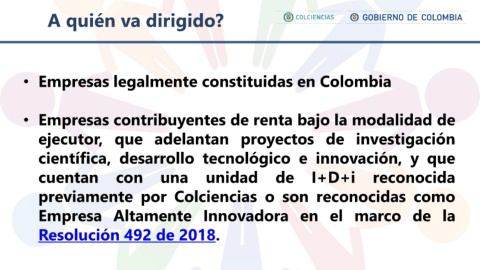 A quién va dirigido?
COLCIENCIAS
GOBIERNO DE COLOMBIA
• Empresas legalmente constituidas en Colombia
• Empresas contribuyentes de renta bajo la modalidad de
ejecutor, que adelantan proyectos de investigación
científica, desarrollo tecnológico e innovación, y que
cuentan con una unidad de I+D+i reconocida
previamente por Colciencias o son reconocidas como
Empresa Altamente Innovadora en el marco de la
Resolución 492 de 2018.